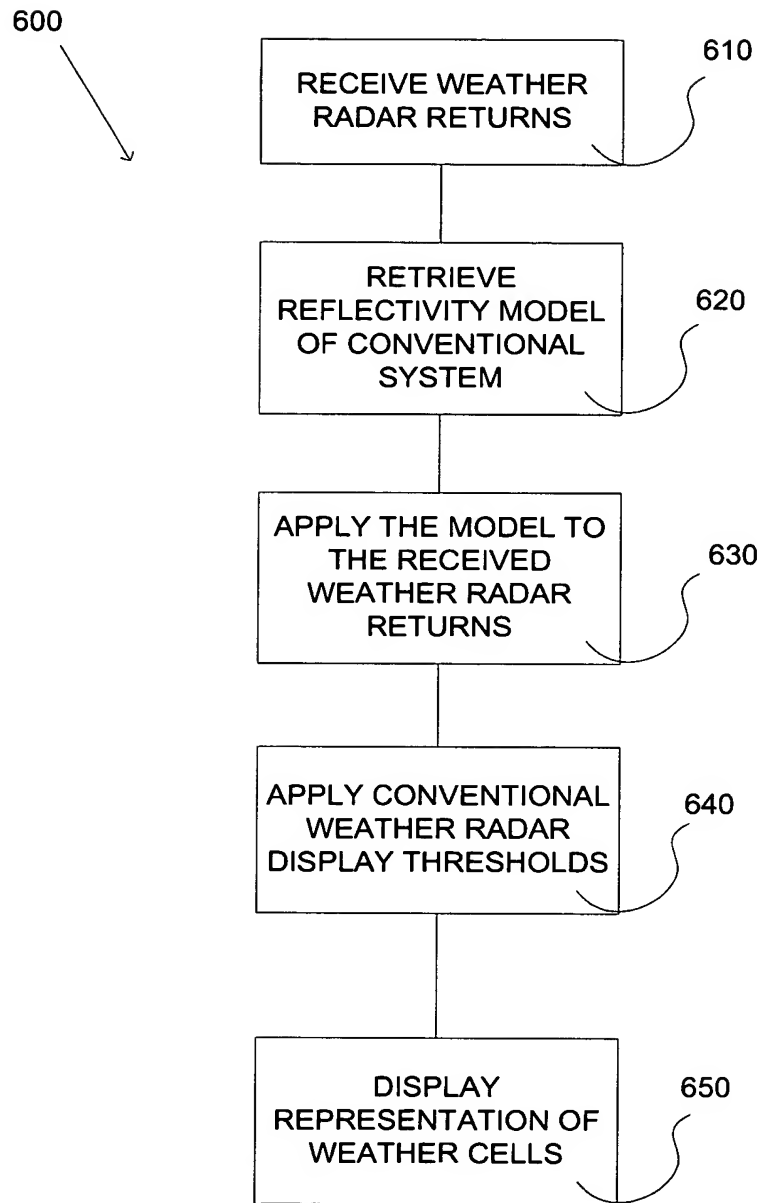 600
610
RECEIVE WEATHER
RADAR RETURNS
RETRIEVE
REFLECTIVITY MODEL
OF CONVENTIONAL
SYSTEM
620
APPLY THE MODEL TO
THE RECEIVED
WEATHER RADAR
RETURNS
630
APPLY CONVENTIONAL
WEATHER RADAR
DISPLAY THRESHOLDS
640
DISPLAY
REPRESENTATION OF
WEATHER CELLS
650